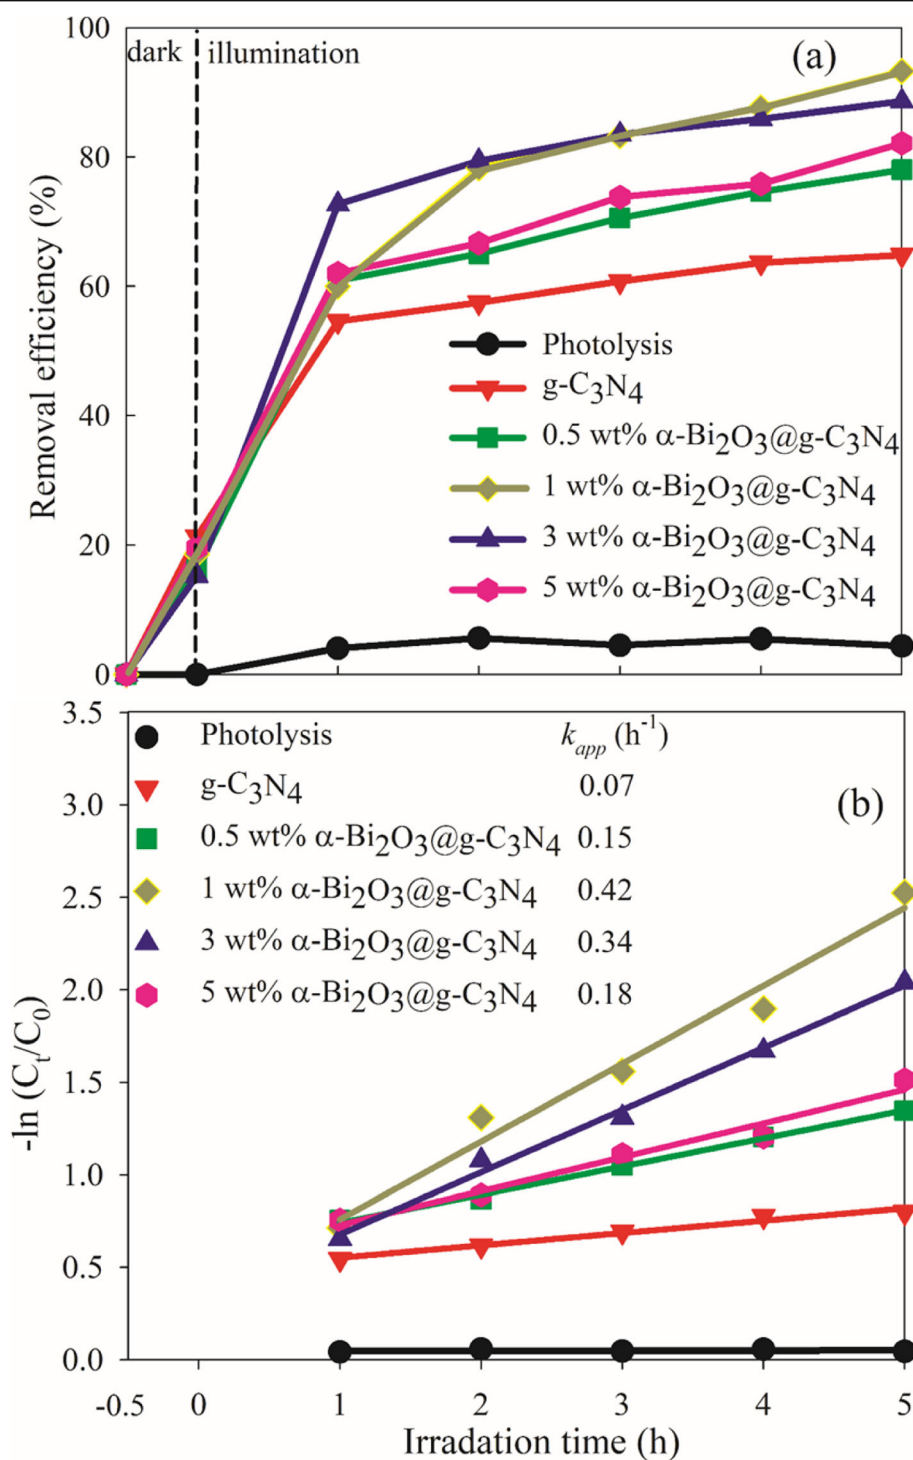 100
(a)
dark
illumination
80
60
40
20
0
Removal efficiency (%)
Photolysis
g-C₃N₄
0.5 wt% α-Bi₂O₃@g-C₃N₄
1 wt% α-Bi₂O₃@g-C₃N₄
3 wt% α-Bi₂O₃@g-C₃N₄
5 wt% α-Bi₂O₃@g-C₃N₄
3.5
3.0
2.5
2.0
1.5
1.0
0.5
0.0
-ln (Cₜ/C₀)
(b)
Photolysis k_app (h⁻¹)
g-C₃N₄ 0.07
0.5 wt% α-Bi₂O₃@g-C₃N₄ 0.15
1 wt% α-Bi₂O₃@g-C₃N₄ 0.42
3 wt% α-Bi₂O₃@g-C₃N₄ 0.34
5 wt% α-Bi₂O₃@g-C₃N₄ 0.18
-0.5 0 1 2 3 4 5
Irradation time (h)